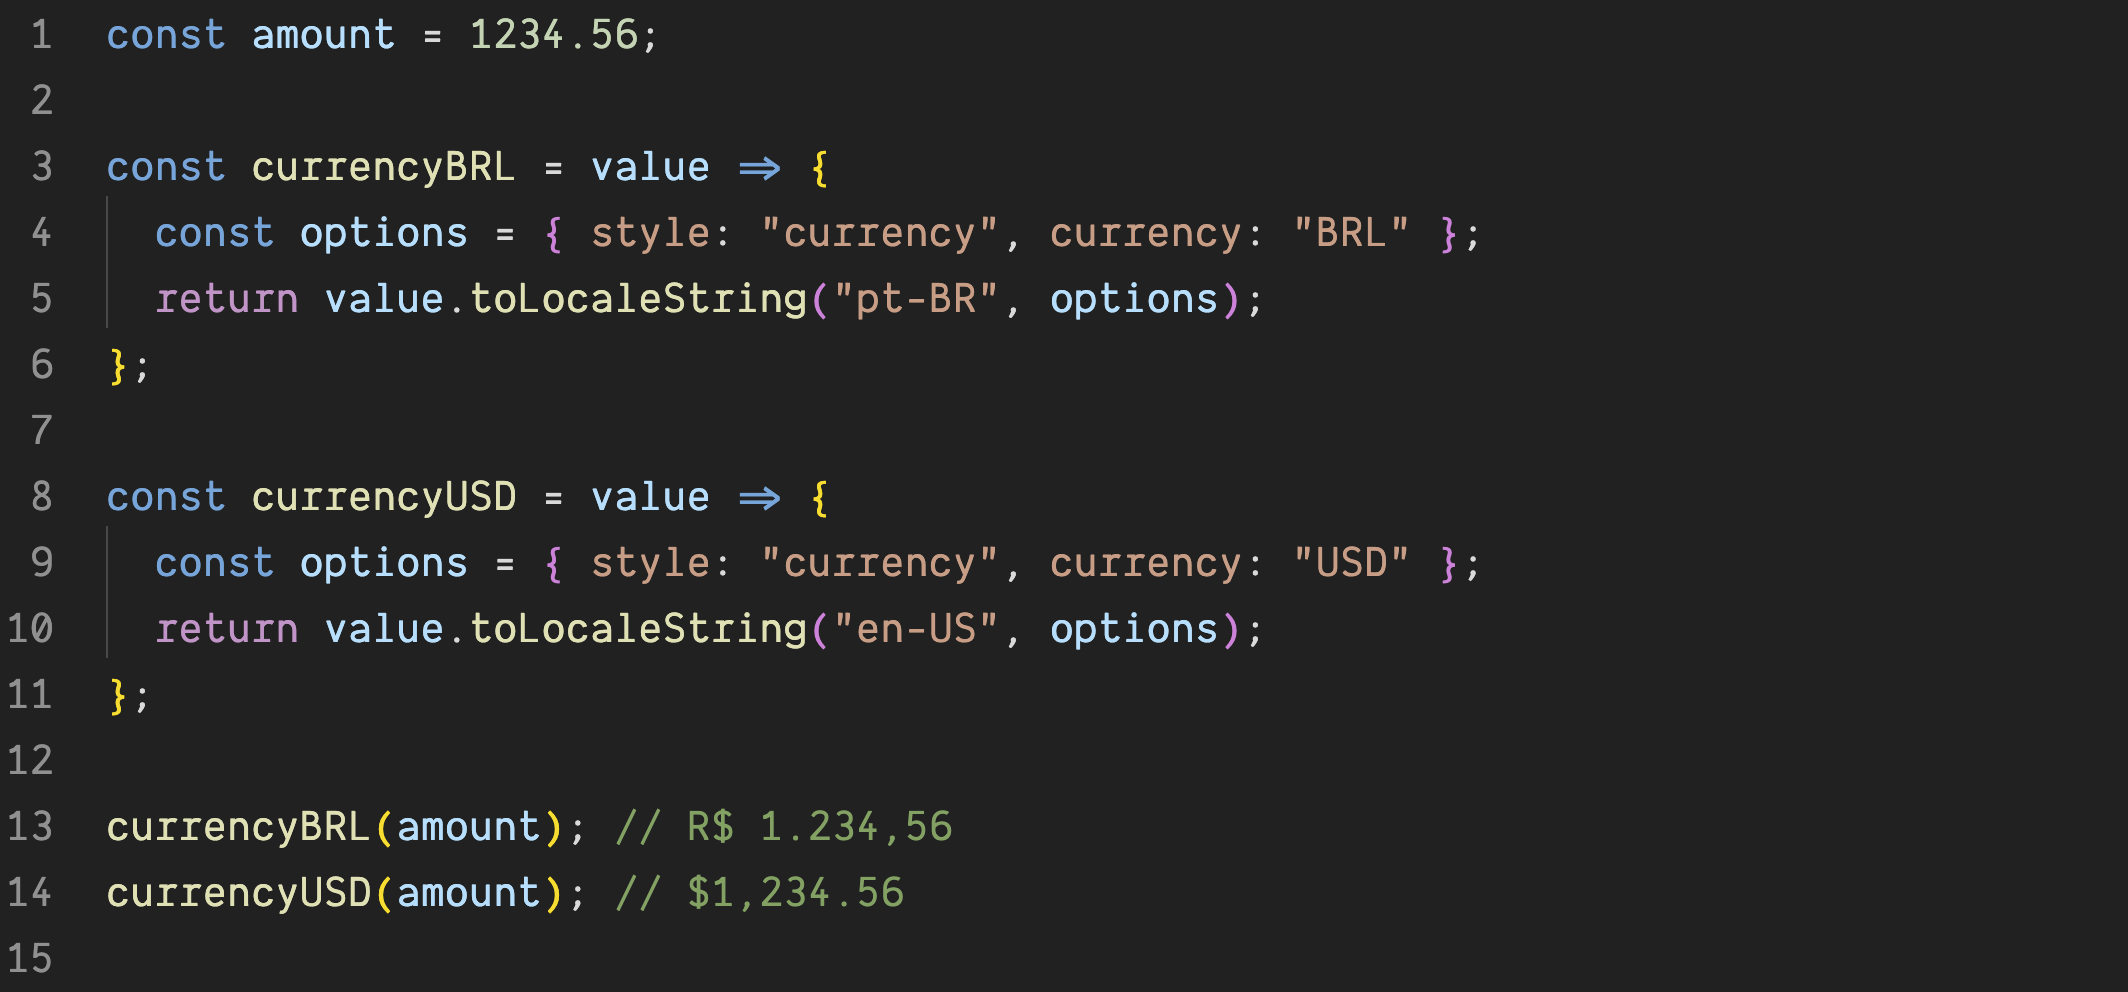 1 const amount = 1234.56;
2
3 const currencyBRL = value => {
4 const options = { style: "currency", currency: "BRL" };
5 return value.toLocaleString("pt-BR", options);
6 };
7
8 const currencyUSD = value => {
9 const options = { style: "currency", currency: "USD" };
10 return value.toLocaleString("en-US", options);
11 };
12
13 currencyBRL(amount); // R$ 1.234,56
14 currencyUSD(amount); // $1,234.56
15